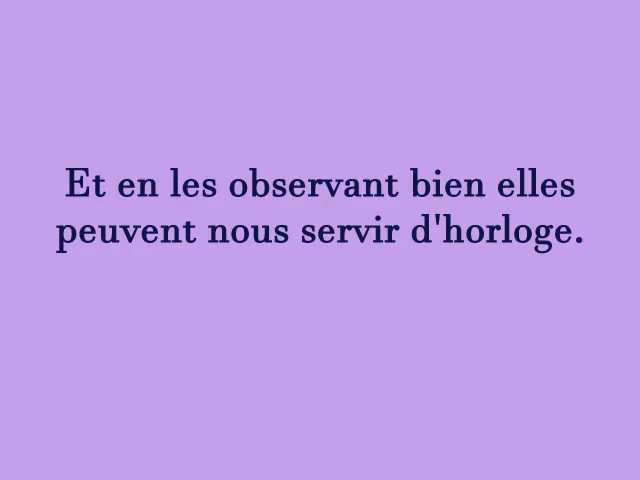 Et en les observant bien elles
peuvent nous servir d'horloge.